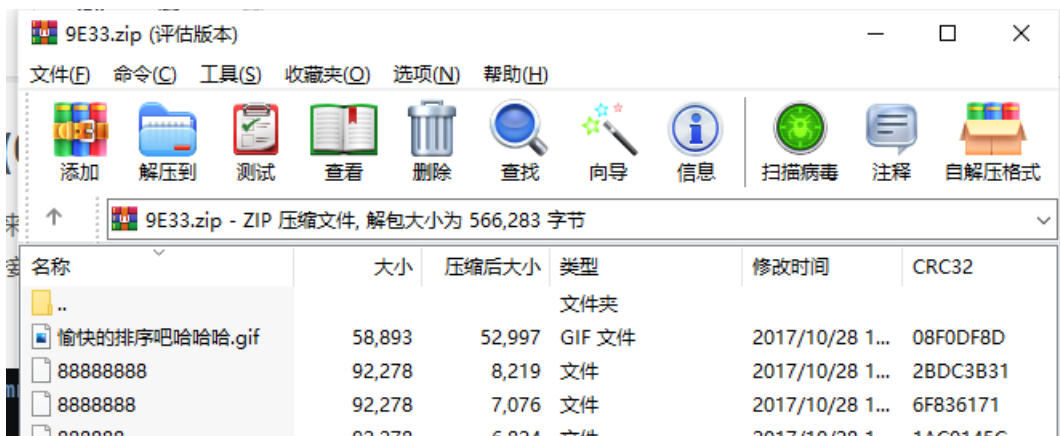 9E33.zip (评估版本)
文件(F) 命令(C) 工具(S) 收藏夹(O) 选项(N) 帮助(H)
添加 解压到 测试 查看 删除 查找 向导 信息 扫描病毒 注释 自解压格式
9E33.zip - ZIP 压缩文件, 解包大小为 566,283 字节
名称 大小 压缩后大小 类型 修改时间 CRC32
.. 文件夹
愉快的排序吧哈哈哈.gif 58,893 52,997 GIF 文件 2017/10/28 1... 08F0DF8D
88888888 92,278 8,219 文件 2017/10/28 1... 2BDC3B31
8888888 92,278 7,076 文件 2017/10/28 1... 6F836171